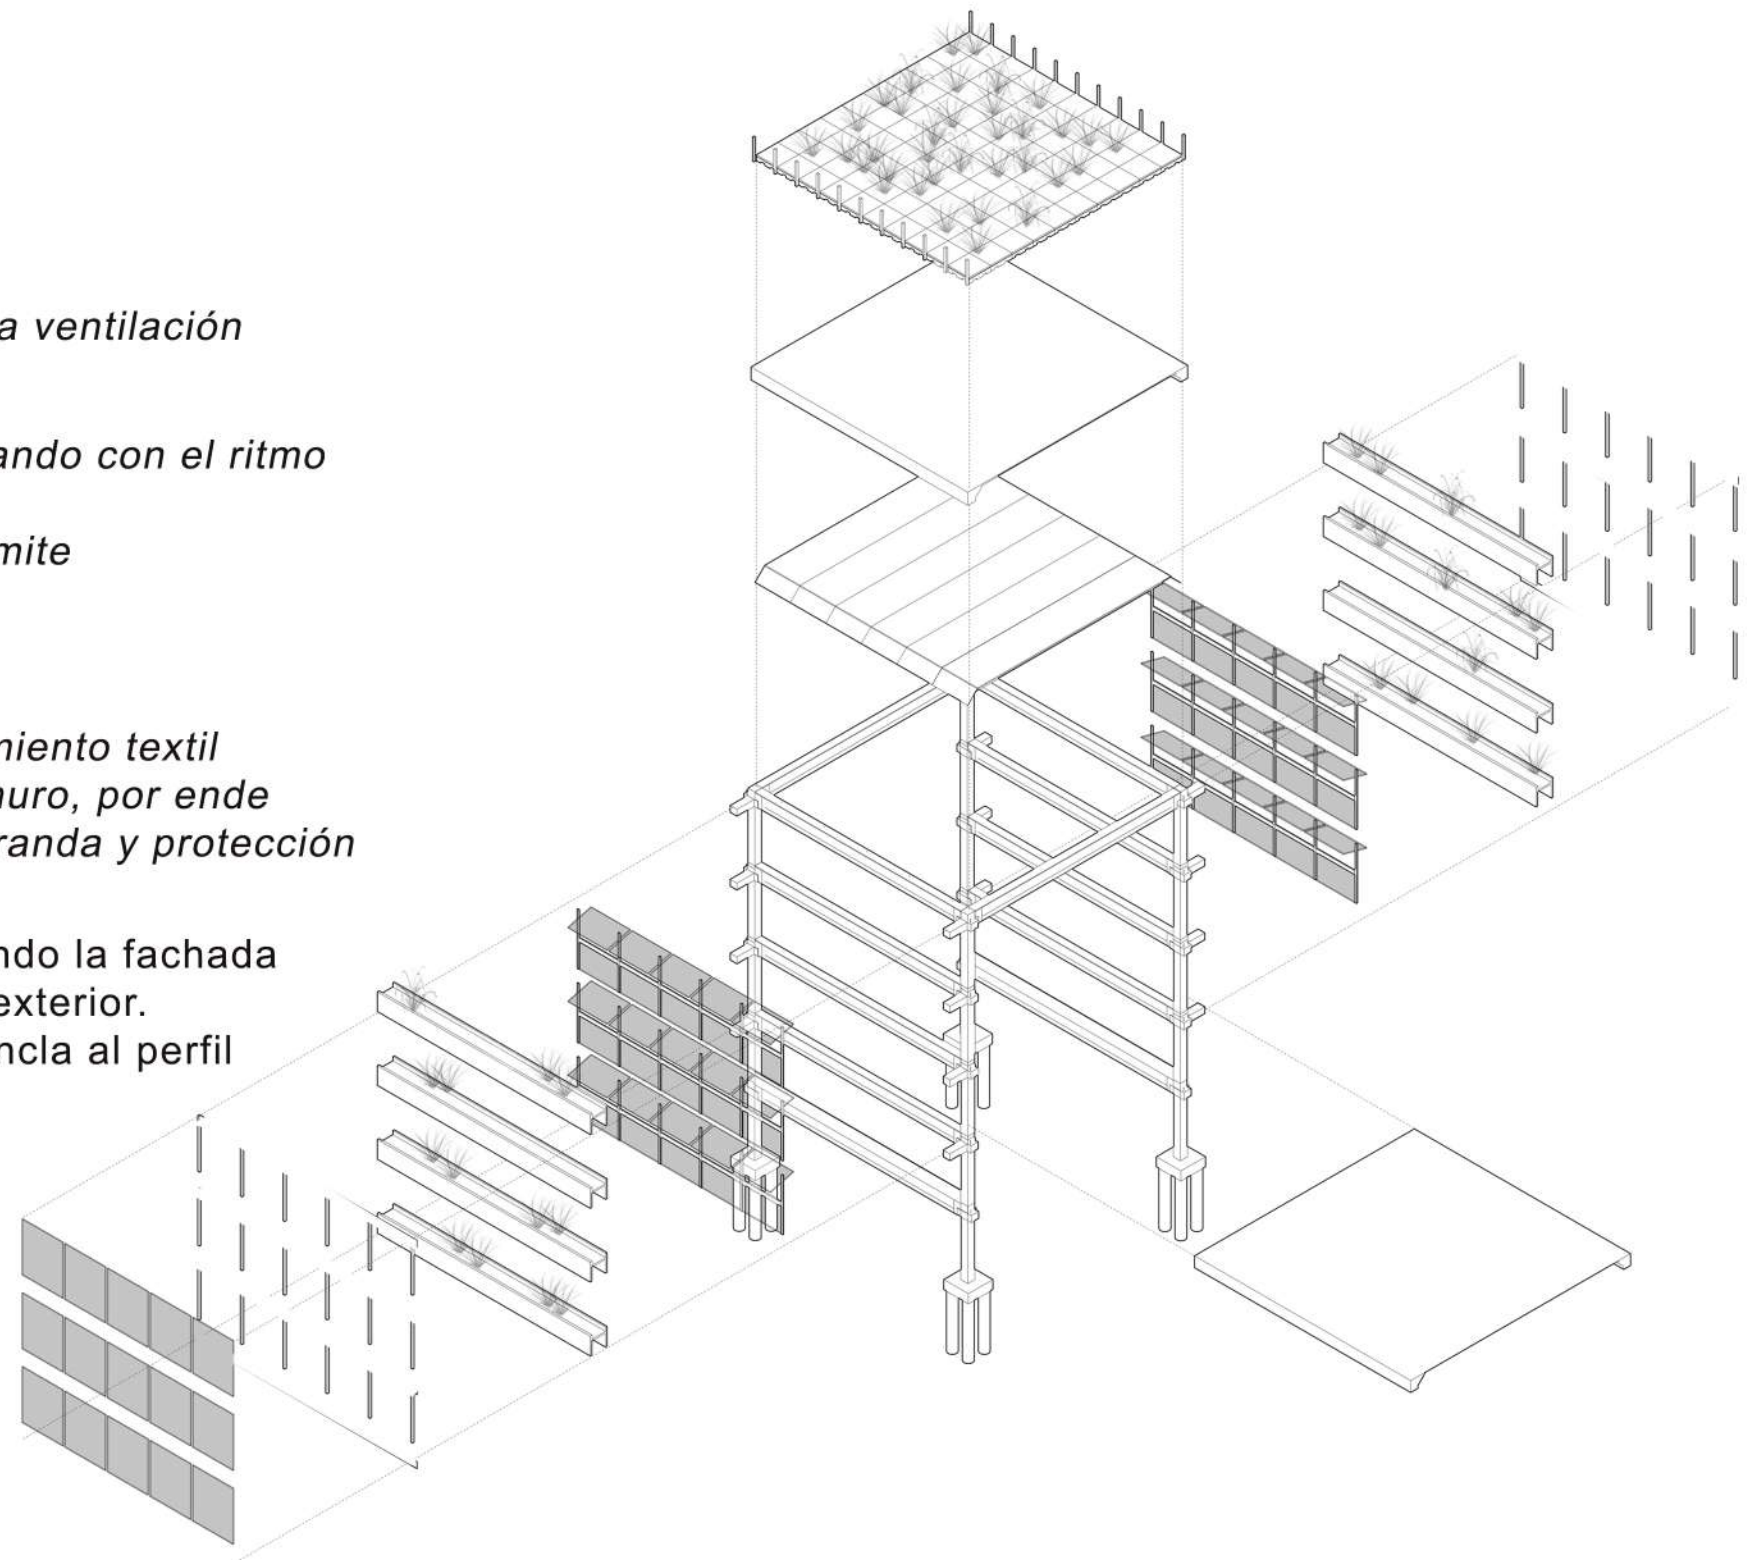 a ventilación
ando con el ritmo
mite
miento textil
nuro, por ende
randa y protección
ndo la fachada
exterior.
ncla al perfil